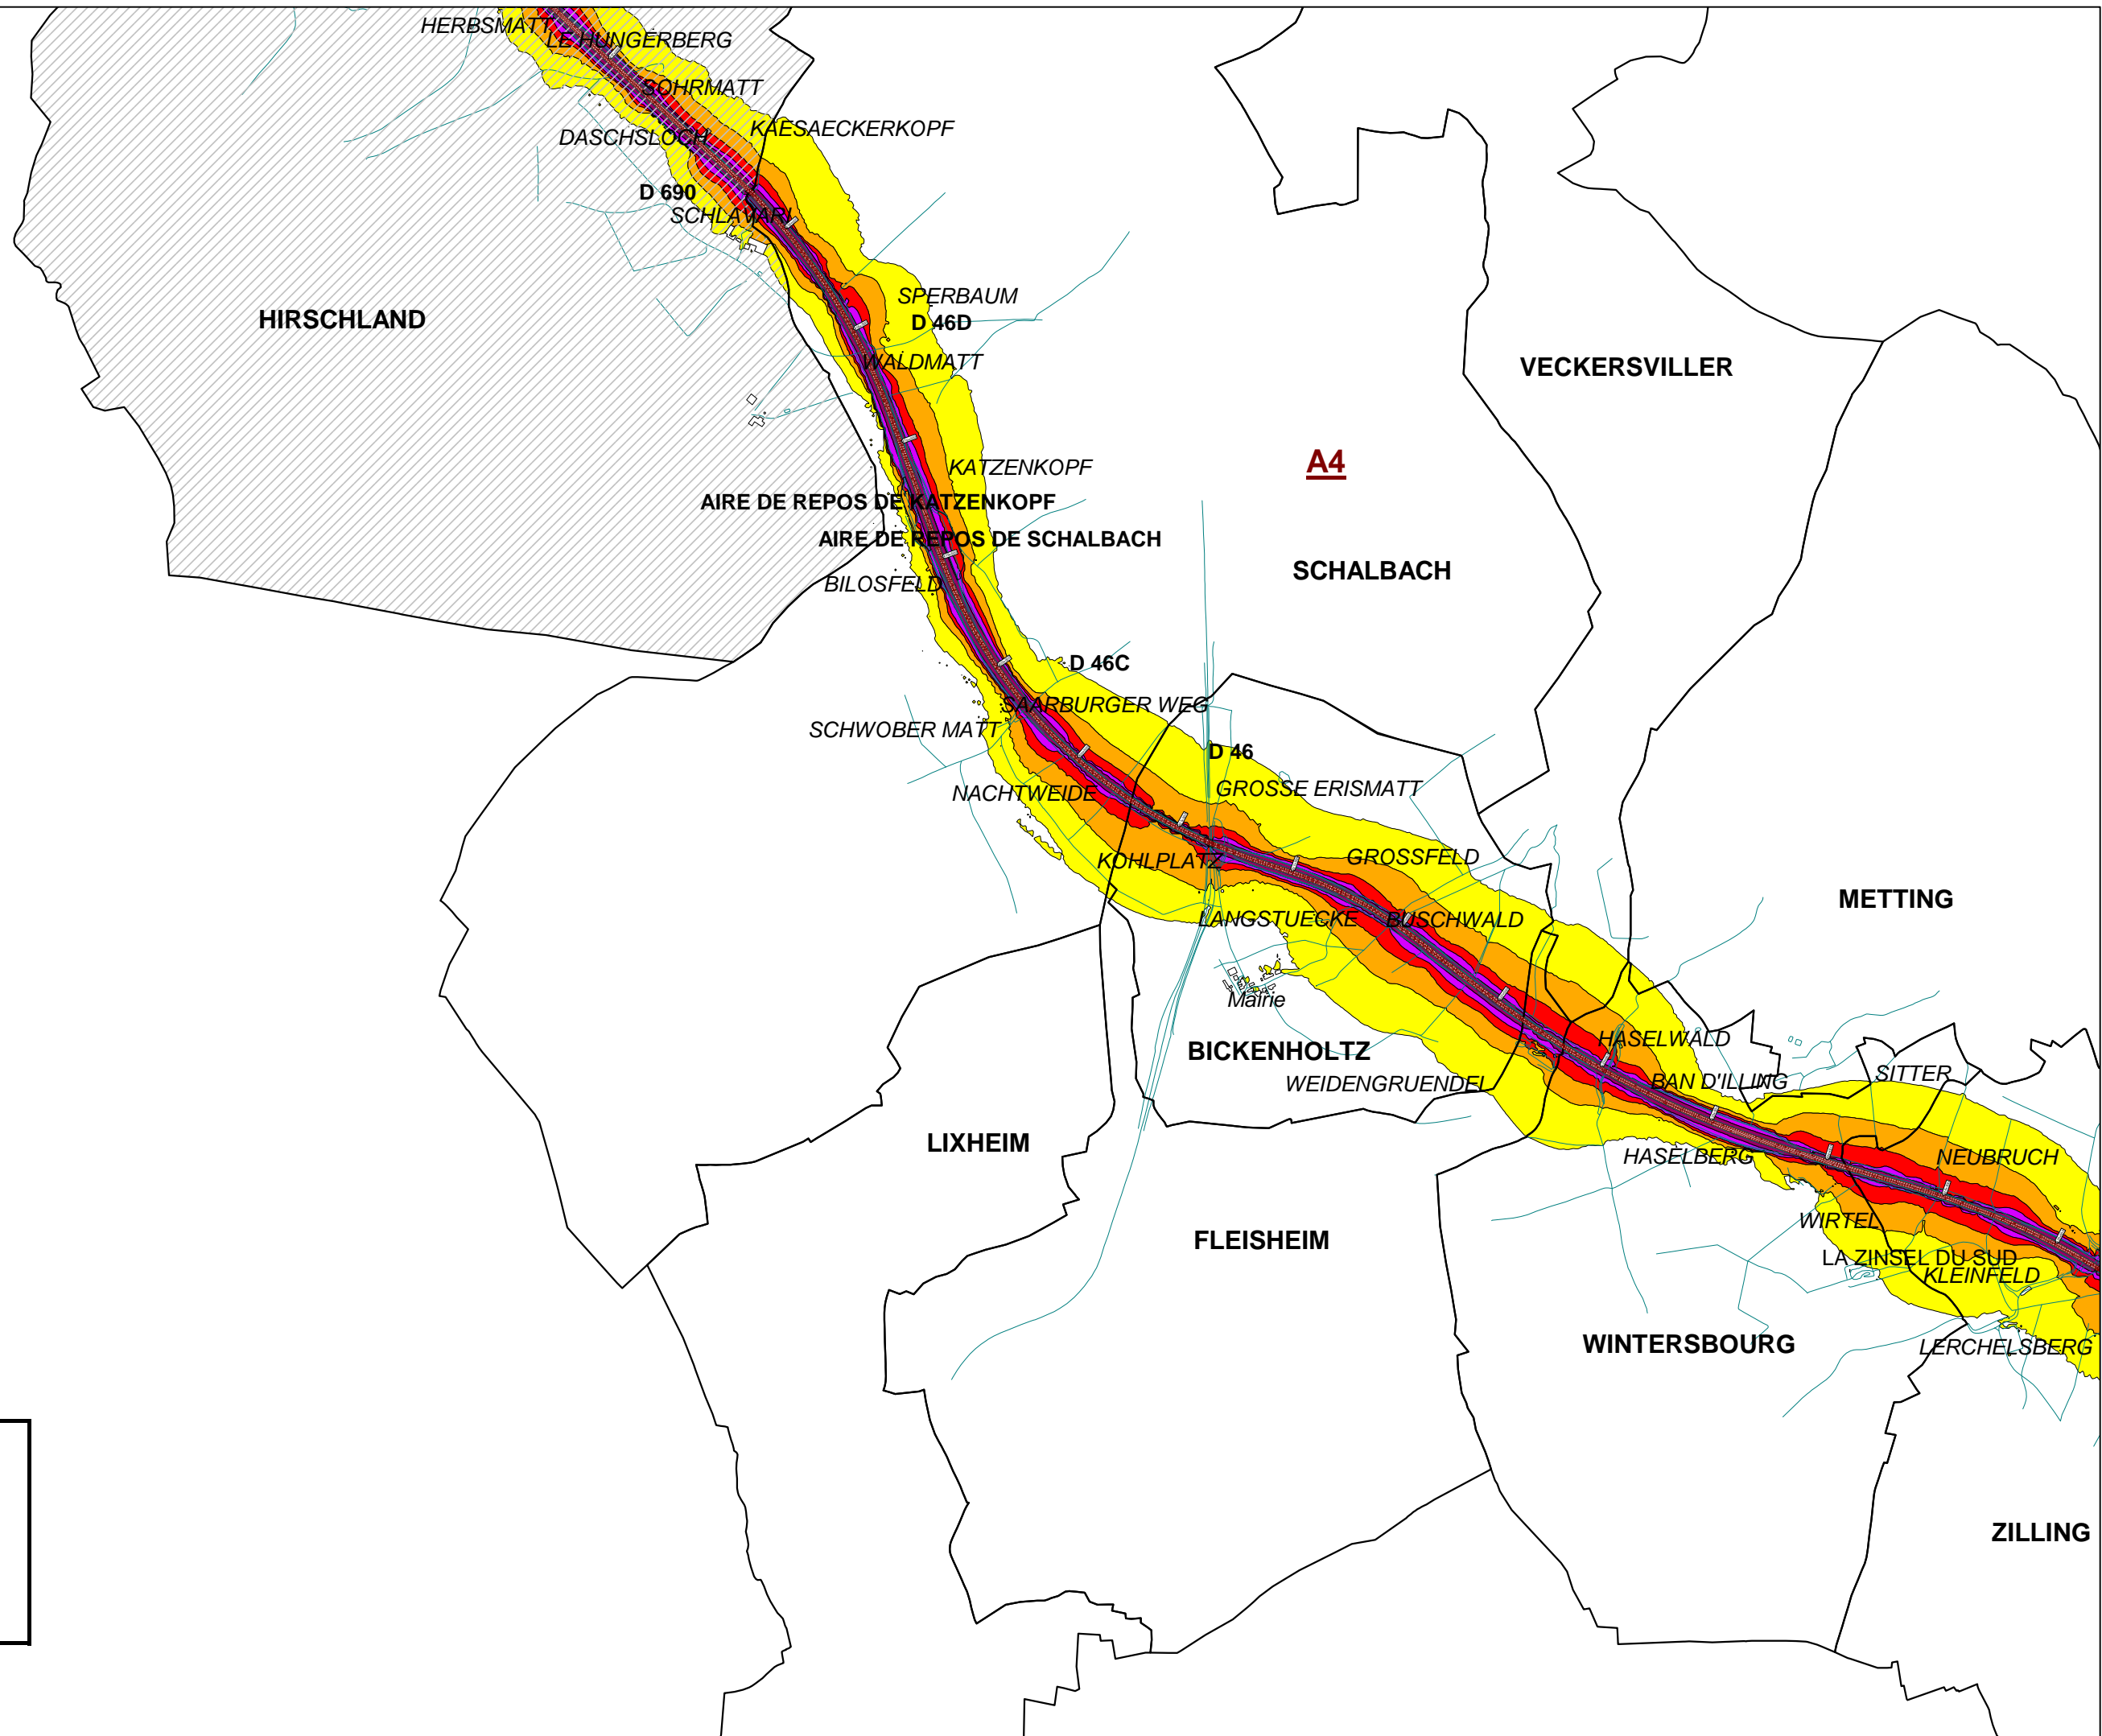 HERBSMATT
LE HUNGERBERG
SOHRMATT
KAESAECKERKOPF
DASCHSLOCH
D 690
SCHLAVARI
SPERBAUM
HIRSCHLAND
D 46D
WALDMATT
VECKERSVILLER
A4
KATZENKOPF
AIRE DE REPOS DE KATZENKOPF
AIRE DE REPOS DE SCHALBACH
SCHALBACH
BILOSFELD
D 46C
SAARBURGER WEG
SCHWOBER MATT
D 46
GROSSE ERISMATT
NACHTWEIDE
KOHLPLATZ
GROSSFELD
METTING
LANGSTUECKE
BUSCHWALD
Mairie
HASELWALD
BICKENHOLTZ
SITTER
WEIDENGRUENDEL
BAN D'ILLING
LIXHEIM
HASELBERG
NEUBRUCH
WIRTEL
FLEISHEIM
LA ZINSEL DU SUD
KLEINFELD
WINTERSBOURG
LERCHELSBERG
ZILLING